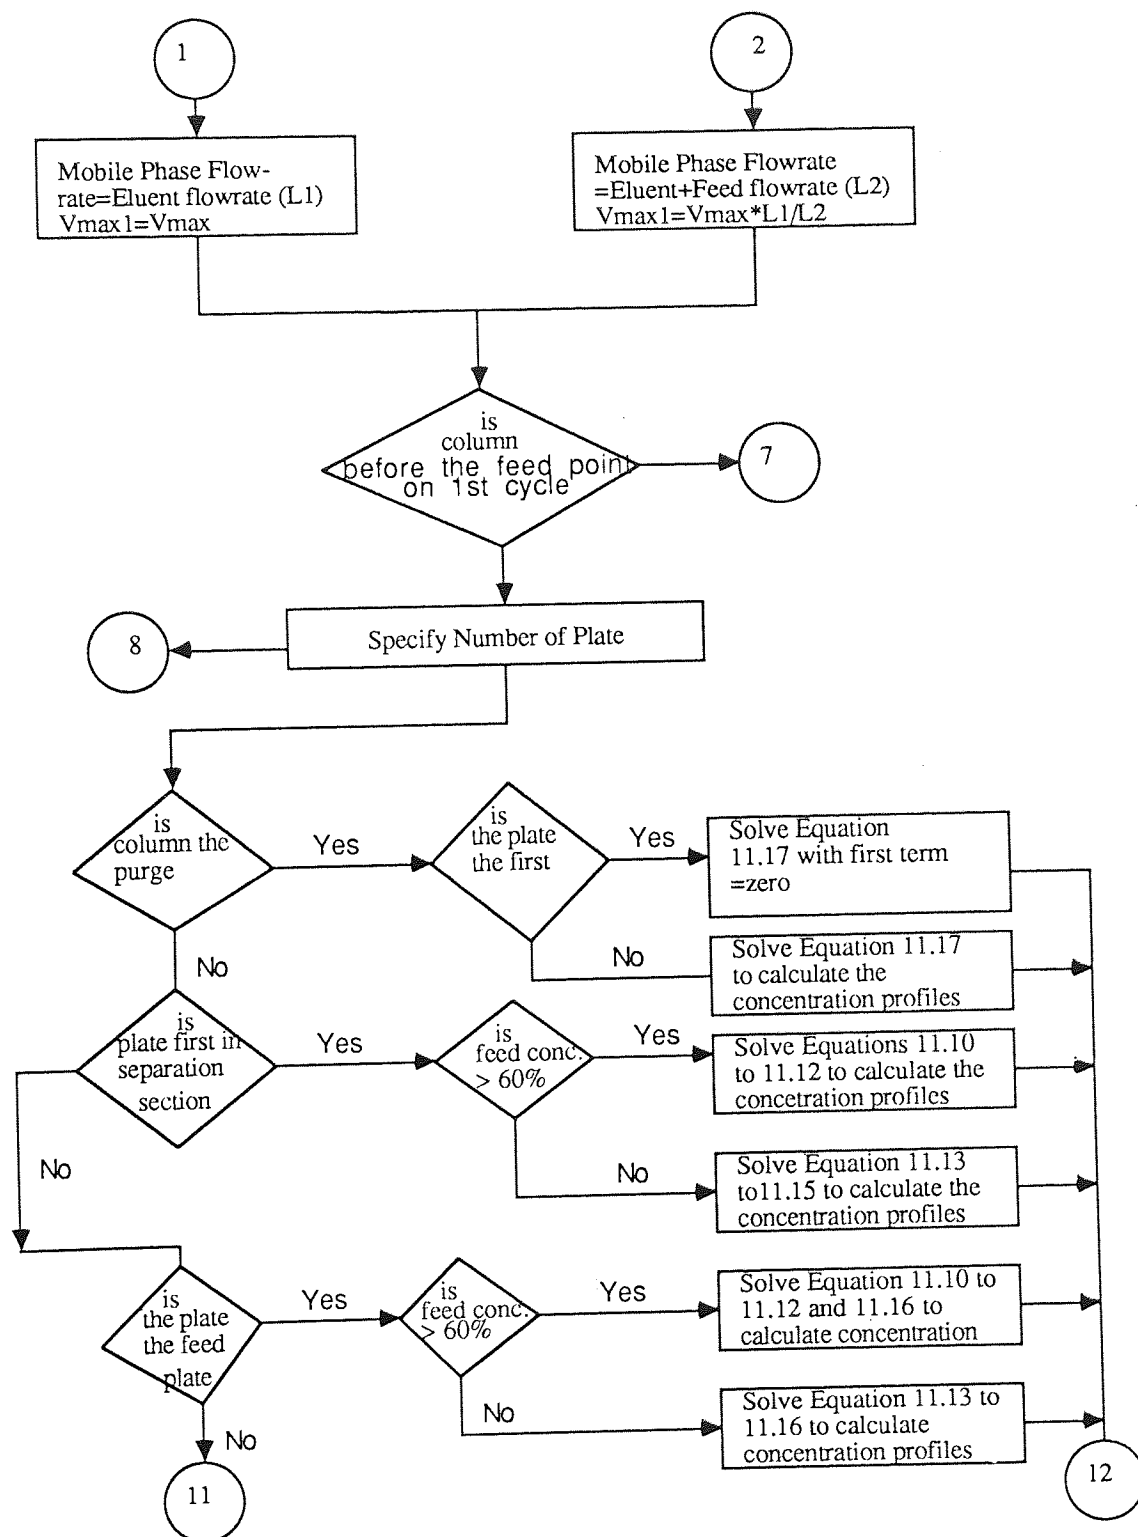 1
2
Mobile Phase Flow-
rate=Eluent flowrate (L1)
Vmax1=Vmax
Mobile Phase Flowrate
=Eluent+Feed flowrate (L2)
Vmax1=Vmax*L1/L2
is
column
before the feed point
on 1st cycle
7
Specify Number of Plate
8
is
column the
purge
Yes
is
the plate
the first
Yes
Solve Equation
11.17 with first term
=zero
No
No
Solve Equation 11.17
to calculate the
concentration profiles
is
plate first in
separation
section
Yes
is
feed conc.
> 60%
Yes
Solve Equations 11.10
to 11.12 to calculate the
concetration profiles
No
No
Solve Equation 11.13
to11.15 to calculate the
concentration profiles
is
the plate
the feed
plate
Yes
is
feed conc.
> 60%
Yes
Solve Equation 11.10 to
11.12 and 11.16 to
calculate concentration
No
No
Solve Equation 11.13 to
11.16 to calculate
concentration profiles
11
12